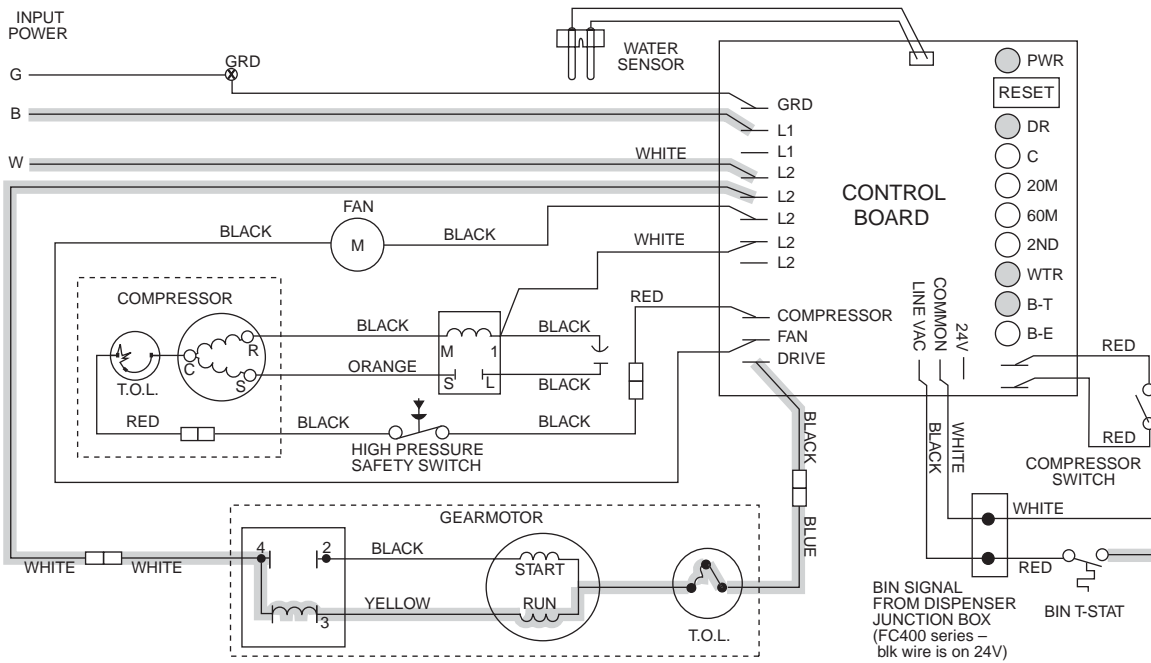 INPUT
POWER
G
GRD
B
W
WHITE
WATER
SENSOR
GRD
L1
L1
L2
L2
L2
L2
L2
CONTROL
BOARD
PWR
RESET
DR
C
20M
60M
2ND
WTR
B-T
B-E
FAN
BLACK
M
BLACK
WHITE
COMPRESSOR
RED
COMPRESSOR
FAN
DRIVE
LINE VAC
COMMON
24V
BLACK
BLACK
M
1
R
C
S
T.O.L.
ORANGE
S
L
BLACK
RED
BLACK
BLACK
HIGH PRESSURE
SAFETY SWITCH
RED
RED
COMPRESSOR
SWITCH
BLACK
WHITE
BLACK
BLUE
WHITE
RED
BIN T-STAT
BIN SIGNAL
FROM DISPENSER
JUNCTION BOX
(FC400 series –
blk wire is on 24V)
GEARMOTOR
4
2
BLACK
START
WHITE
WHITE
3
YELLOW
RUN
T.O.L.